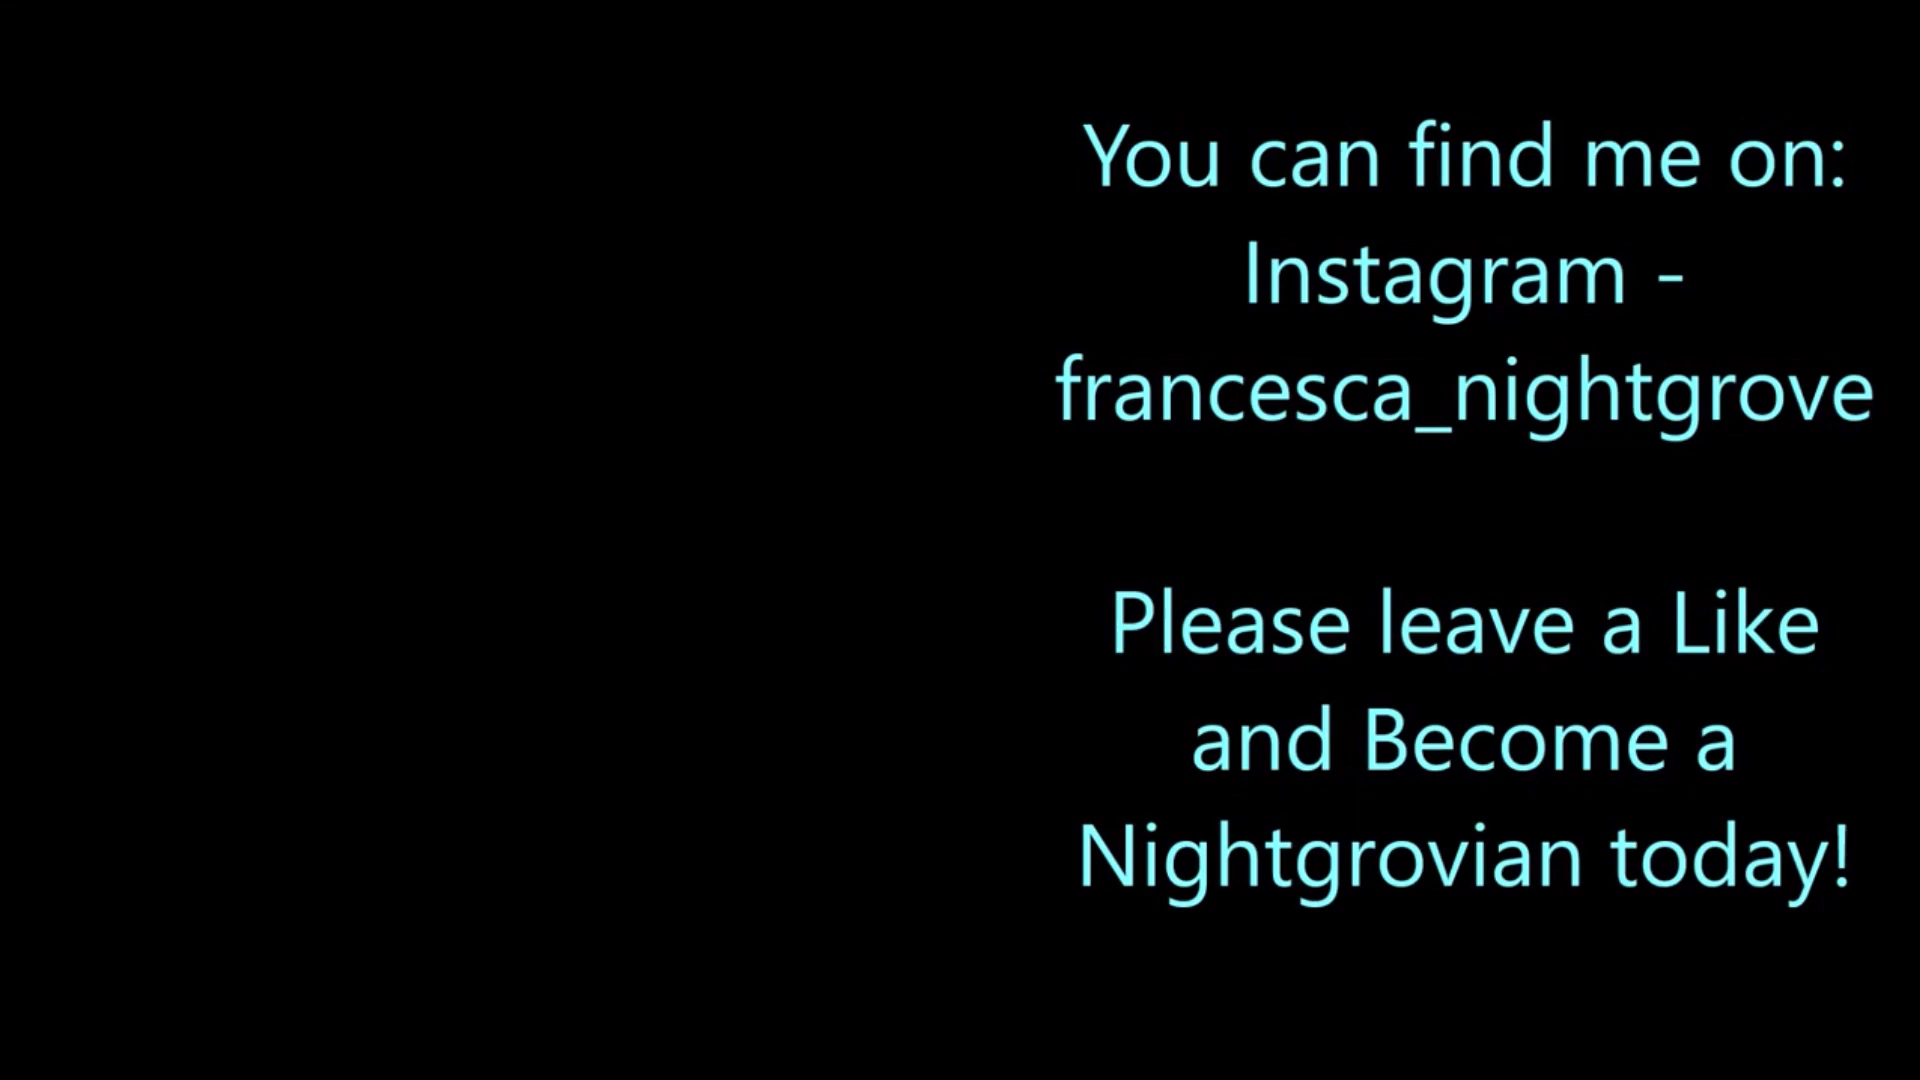 You can find me on:
Instagram -
francesca_nightgrove
Please leave a Like
and Become a
Nightgrovian today!